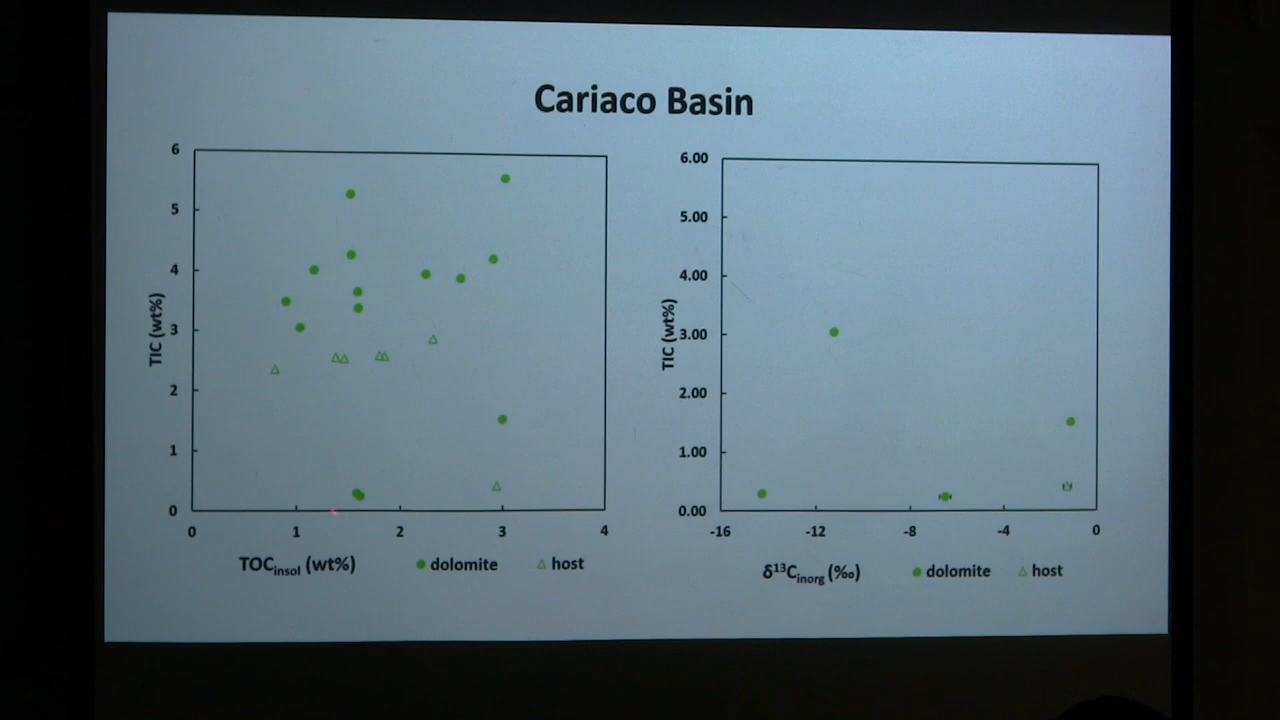 Cariaco Basin
6
5
4
3
2
1
0
TIC (wt%)
0 1 2 3 4
TOCinsol (wt%) dolomite host
6.00
5.00
4.00
3.00
2.00
1.00
0.00
TIC (wt%)
-16 -12 -8 -4 0
δ¹³Cinorg (‰) dolomite host